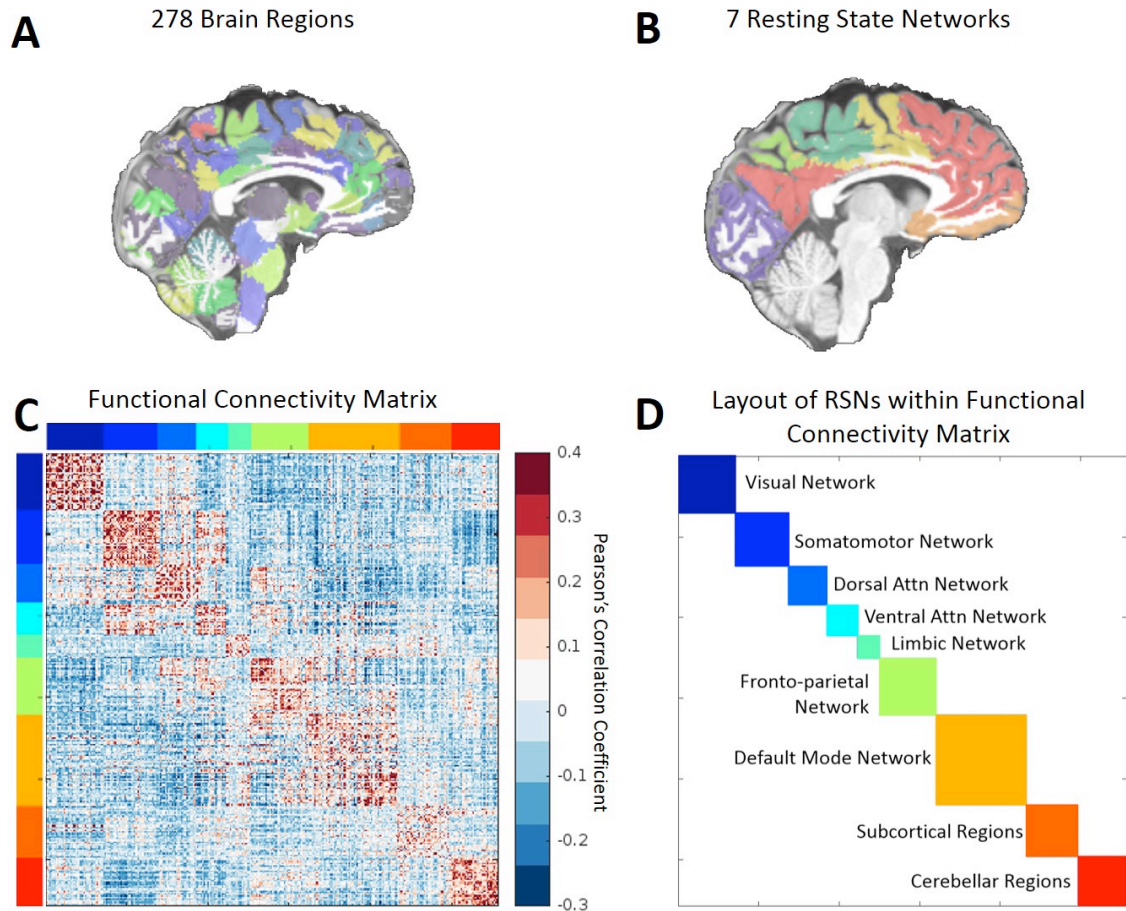 A
278 Brain Regions
B
7 Resting State Networks
C
Functional Connectivity Matrix
0.4
0.3
0.2
0.1
0
-0.1
-0.2
-0.3
Pearson's Correlation Coefficient
D
Layout of RSNs within Functional
Connectivity Matrix
Visual Network
Somatomotor Network
Dorsal Attn Network
Ventral Attn Network
Limbic Network
Fronto-parietal
Network
Default Mode Network
Subcortical Regions
Cerebellar Regions